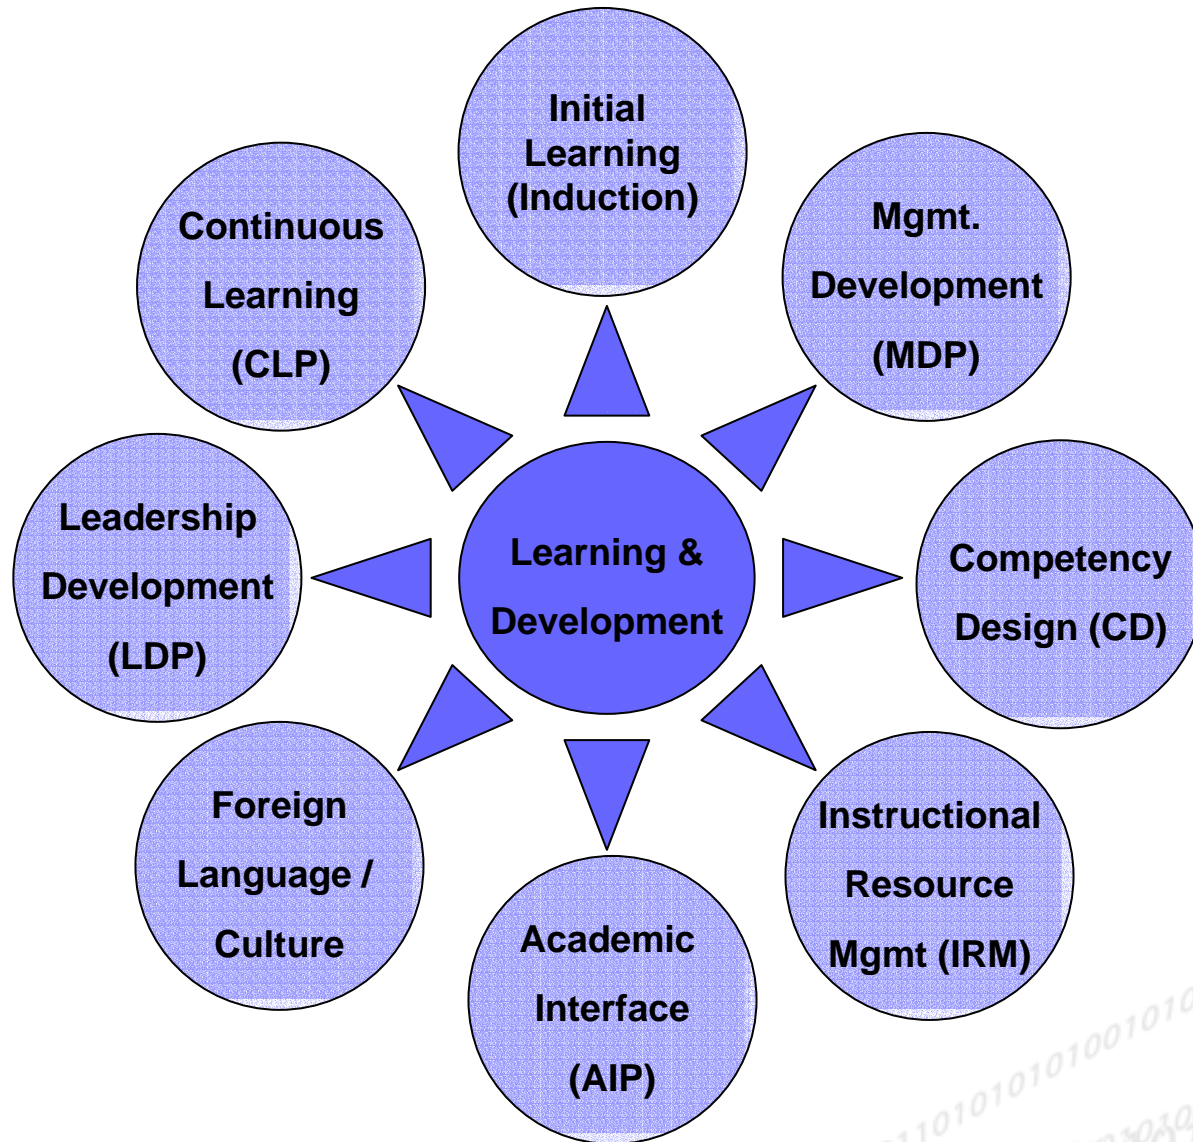 Initial
Learning
(Induction)
Mgmt.
Development
(MDP)
Competency
Design (CD)
Instructional
Resource
Mgmt (IRM)
Academic
Interface
(AIP)
Foreign
Language /
Culture
Leadership
Development
(LDP)
Continuous
Learning
(CLP)
Learning &
Development